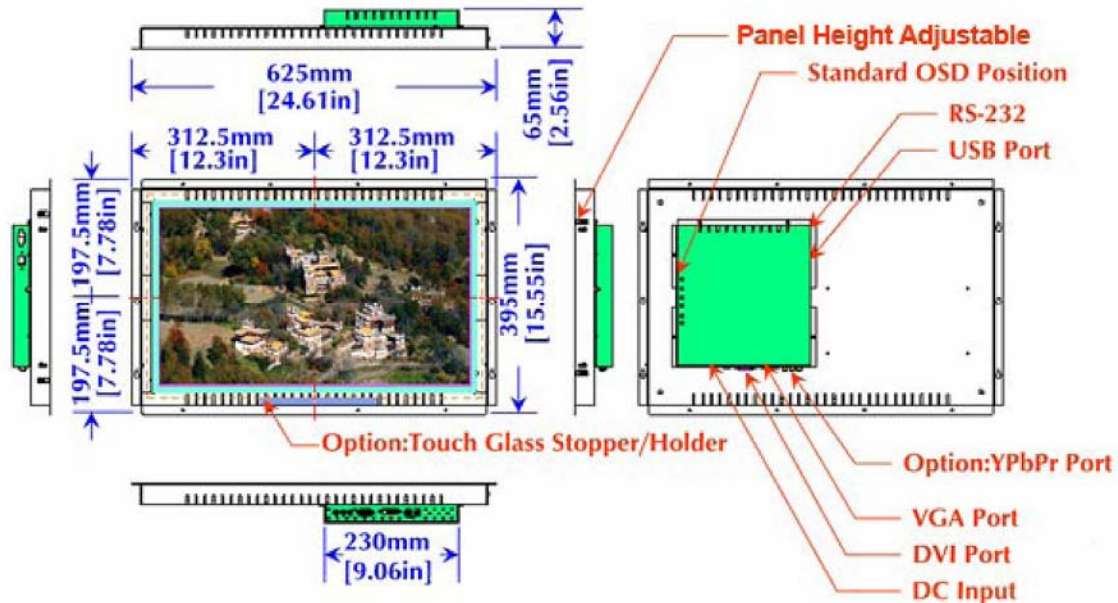 Panel Height Adjustable
Standard OSD Position
RS-232
USB Port
625mm
[24.61in]
65mm
[2.56in]
312.5mm
[12.3in]
312.5mm
[12.3in]
197.5mm
[7.78in]
197.5mm
[7.78in]
395mm
[15.55in]
Option:Touch Glass Stopper/Holder
Option:YPbPr Port
VGA Port
DVI Port
DC Input
230mm
[9.06in]